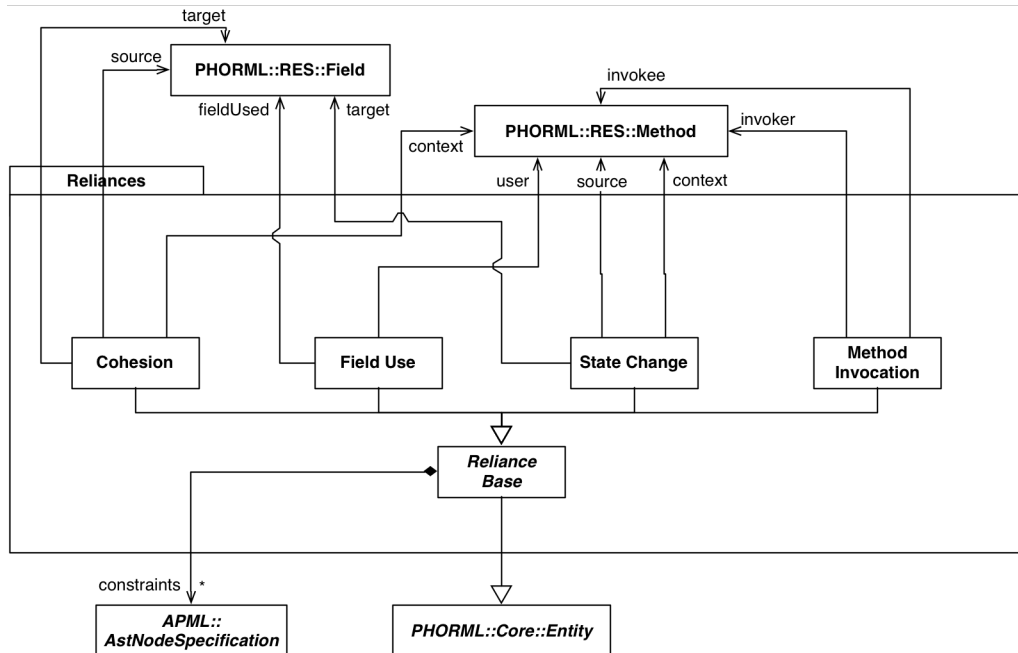 target
source
PHORML::RES::Field
fieldUsed
target
invokee
PHORML::RES::Method
invoker
context
Reliances
user
source
context
Cohesion
Field Use
State Change
Method
Invocation
Reliance
Base
constraints
*
APML::
AstNodeSpecification
PHORML::Core::Entity